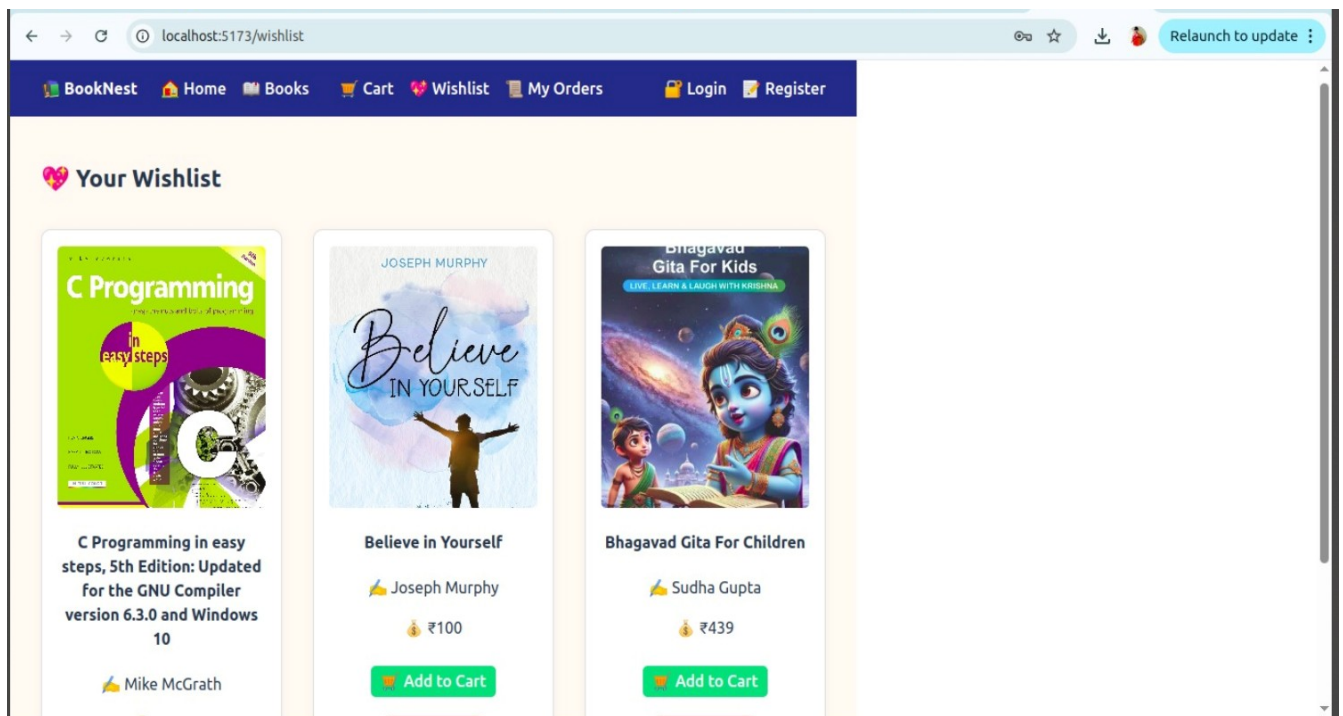 localhost:5173/wishlist
Relaunch to update
BookNest Home Books Cart Wishlist My Orders Login Register
Your Wishlist
C Programming
in
easy steps
C
JOSEPH MURPHY
Believe
IN YOURSELF
Bhagavad
Gita For Kids
LIVE, LEARN & LAUGH WITH KRISHNA
C Programming in easy
steps, 5th Edition: Updated
for the GNU Compiler
version 6.3.0 and Windows
10
Mike McGrath
Believe in Yourself
Joseph Murphy
₹100
Add to Cart
Bhagavad Gita For Children
Sudha Gupta
₹439
Add to Cart